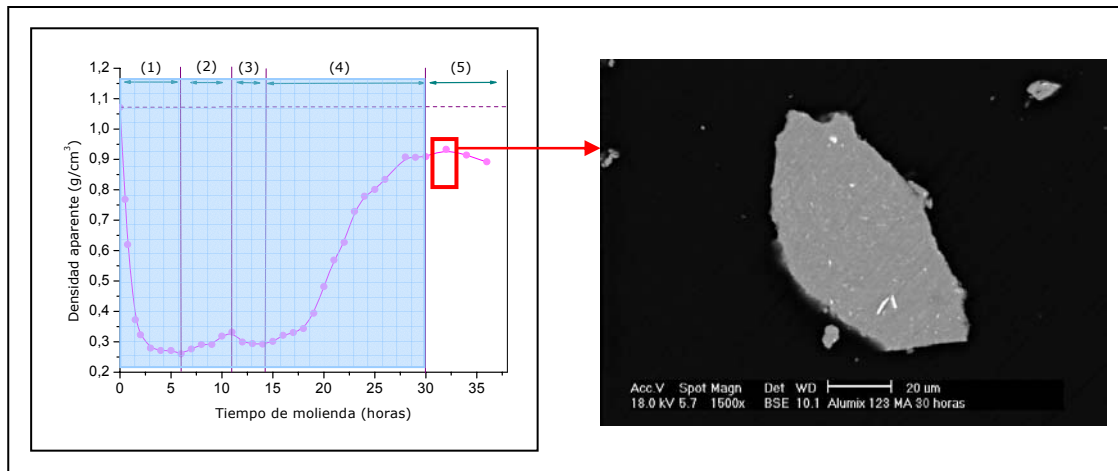 (1) (2) (3) (4) (5)
1,2
1,1
1,0
0,9
0,8
0,7
0,6
0,5
0,4
0,3
0,2
Densidad aparente (g/cm³)
0 5 10 15 20 25 30 35
Tiempo de molienda (horas)
Acc.V Spot Magn Det WD 20 um
18.0 kV 5.7 1500x BSE 10.1 Alumix 123 MA 30 horas